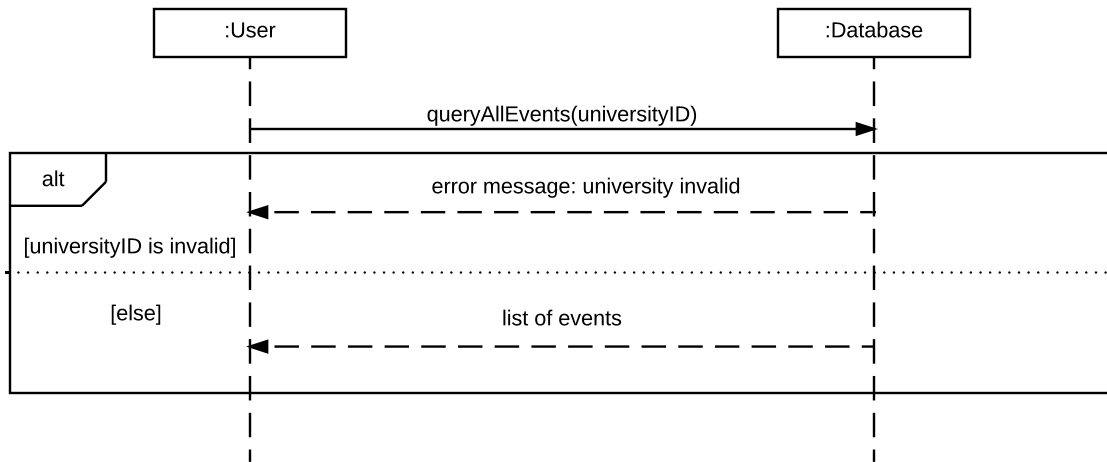 :User
:Database
queryAllEvents(universityID)
alt
error message: university invalid
[universityID is invalid]
[else]
list of events